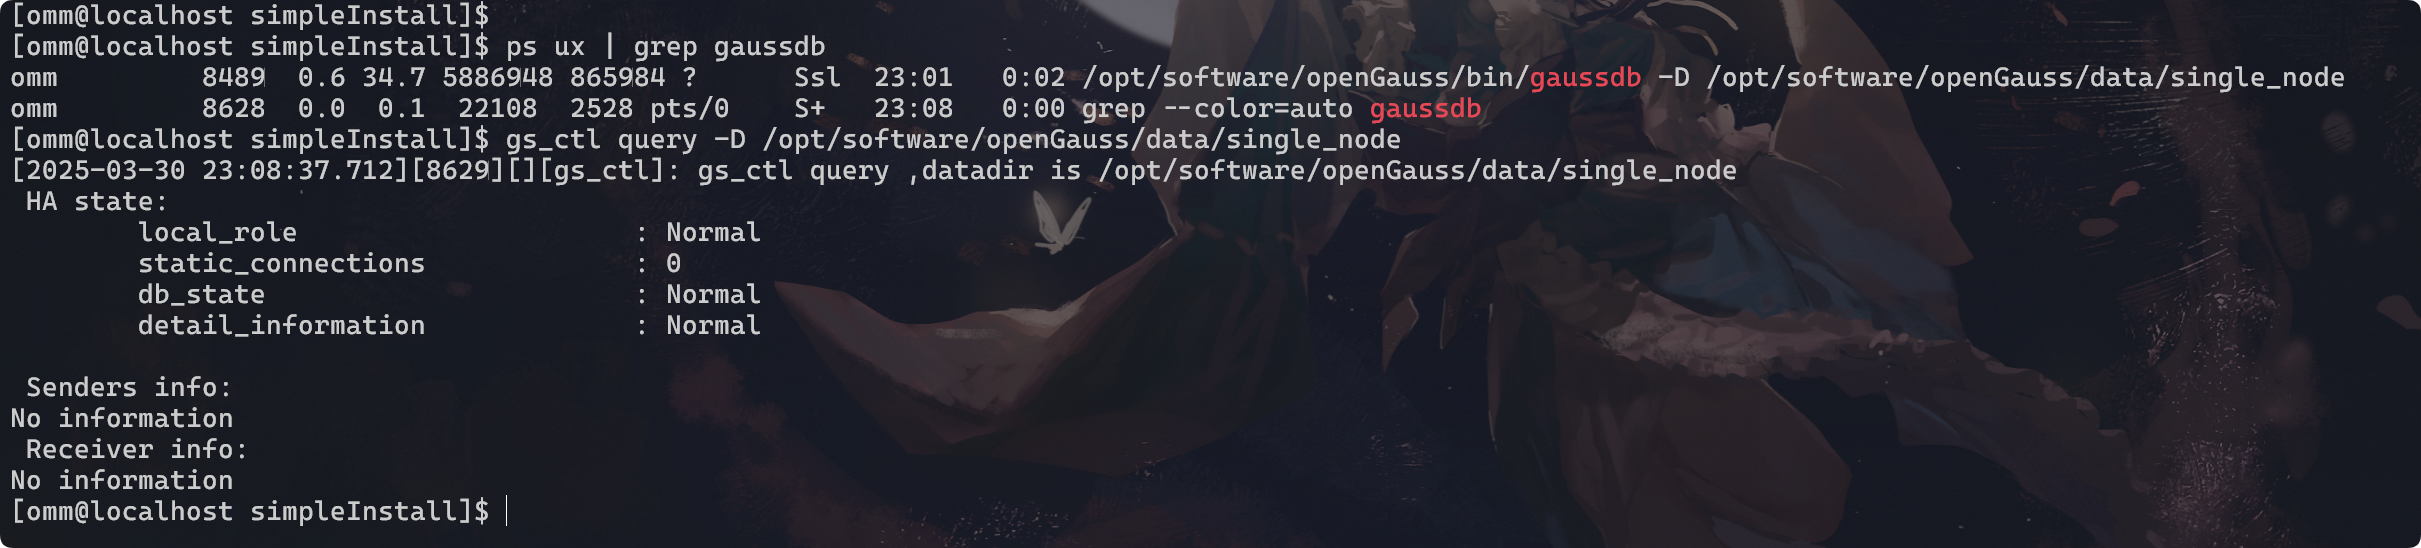 [omm@localhost simpleInstall]$
[omm@localhost simpleInstall]$ ps ux | grep gaussdb
omm         8489  0.6 34.7 5886948 865984 ?      Ssl  23:01   0:02 /opt/software/openGauss/bin/gaussdb -D /opt/software/openGauss/data/single_node
omm         8628  0.0  0.1  22108  2528 pts/0    S+   23:08   0:00 grep --color=auto gaussdb
[omm@localhost simpleInstall]$ gs_ctl query -D /opt/software/openGauss/data/single_node
[2025-03-30 23:08:37.712][8629][][gs_ctl]: gs_ctl query ,datadir is /opt/software/openGauss/data/single_node
 HA state:
        local_role                     : Normal
        static_connections             : 0
        db_state                       : Normal
        detail_information             : Normal

 Senders info:
No information
 Receiver info:
No information
[omm@localhost simpleInstall]$